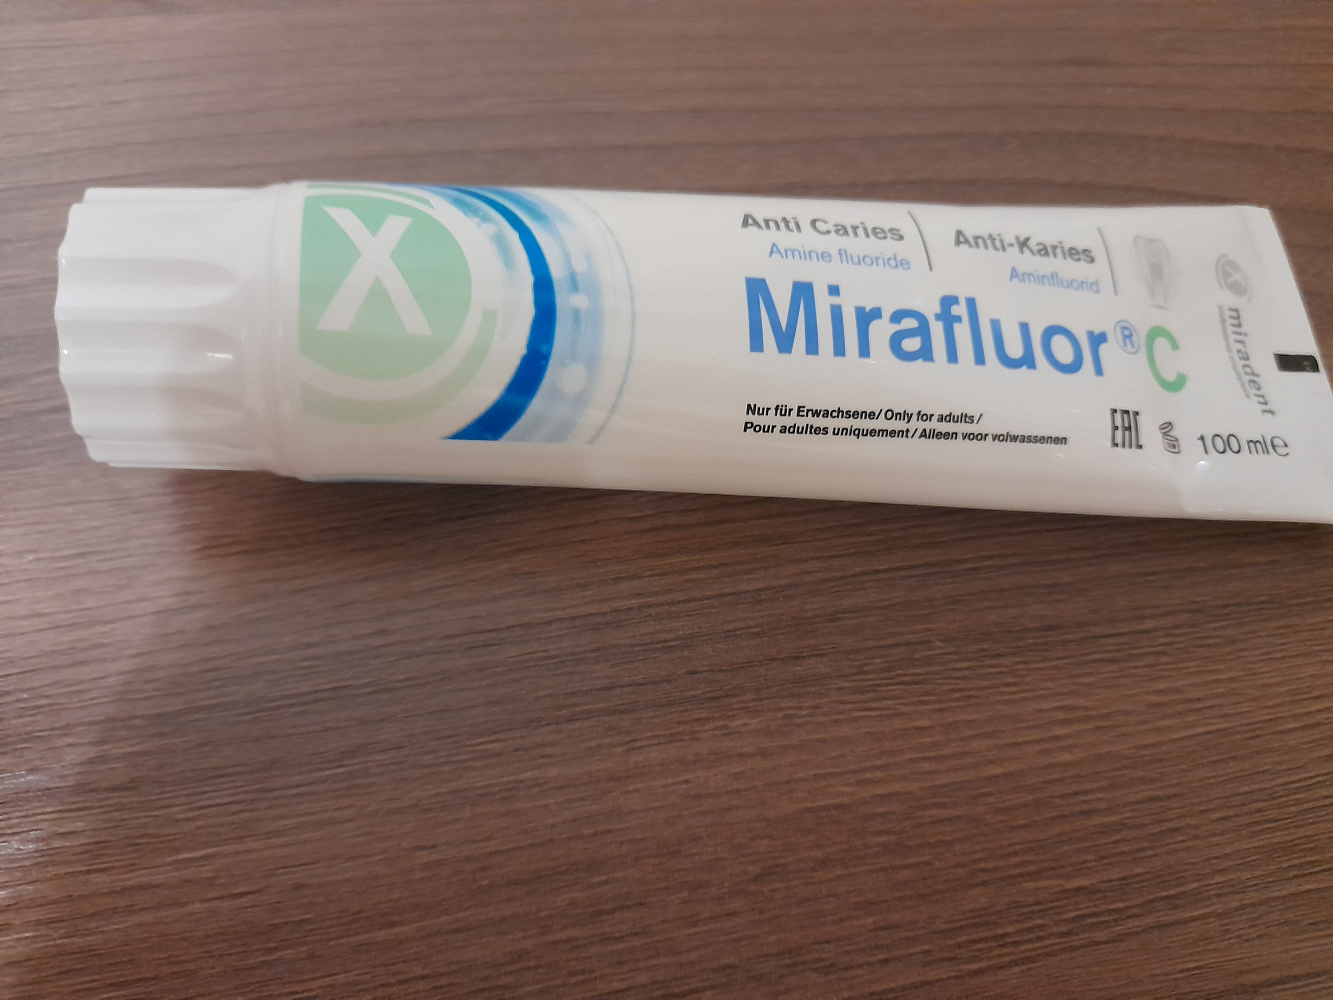 X
Anti Caries
Amine fluoride
Anti-Karies
Aminfluorid
Mirafluor® C
Nur für Erwachsene/ Only for adults /
Pour adultes uniquement / Alleen voor volwassenen
EAC
100 ml e
X miradent